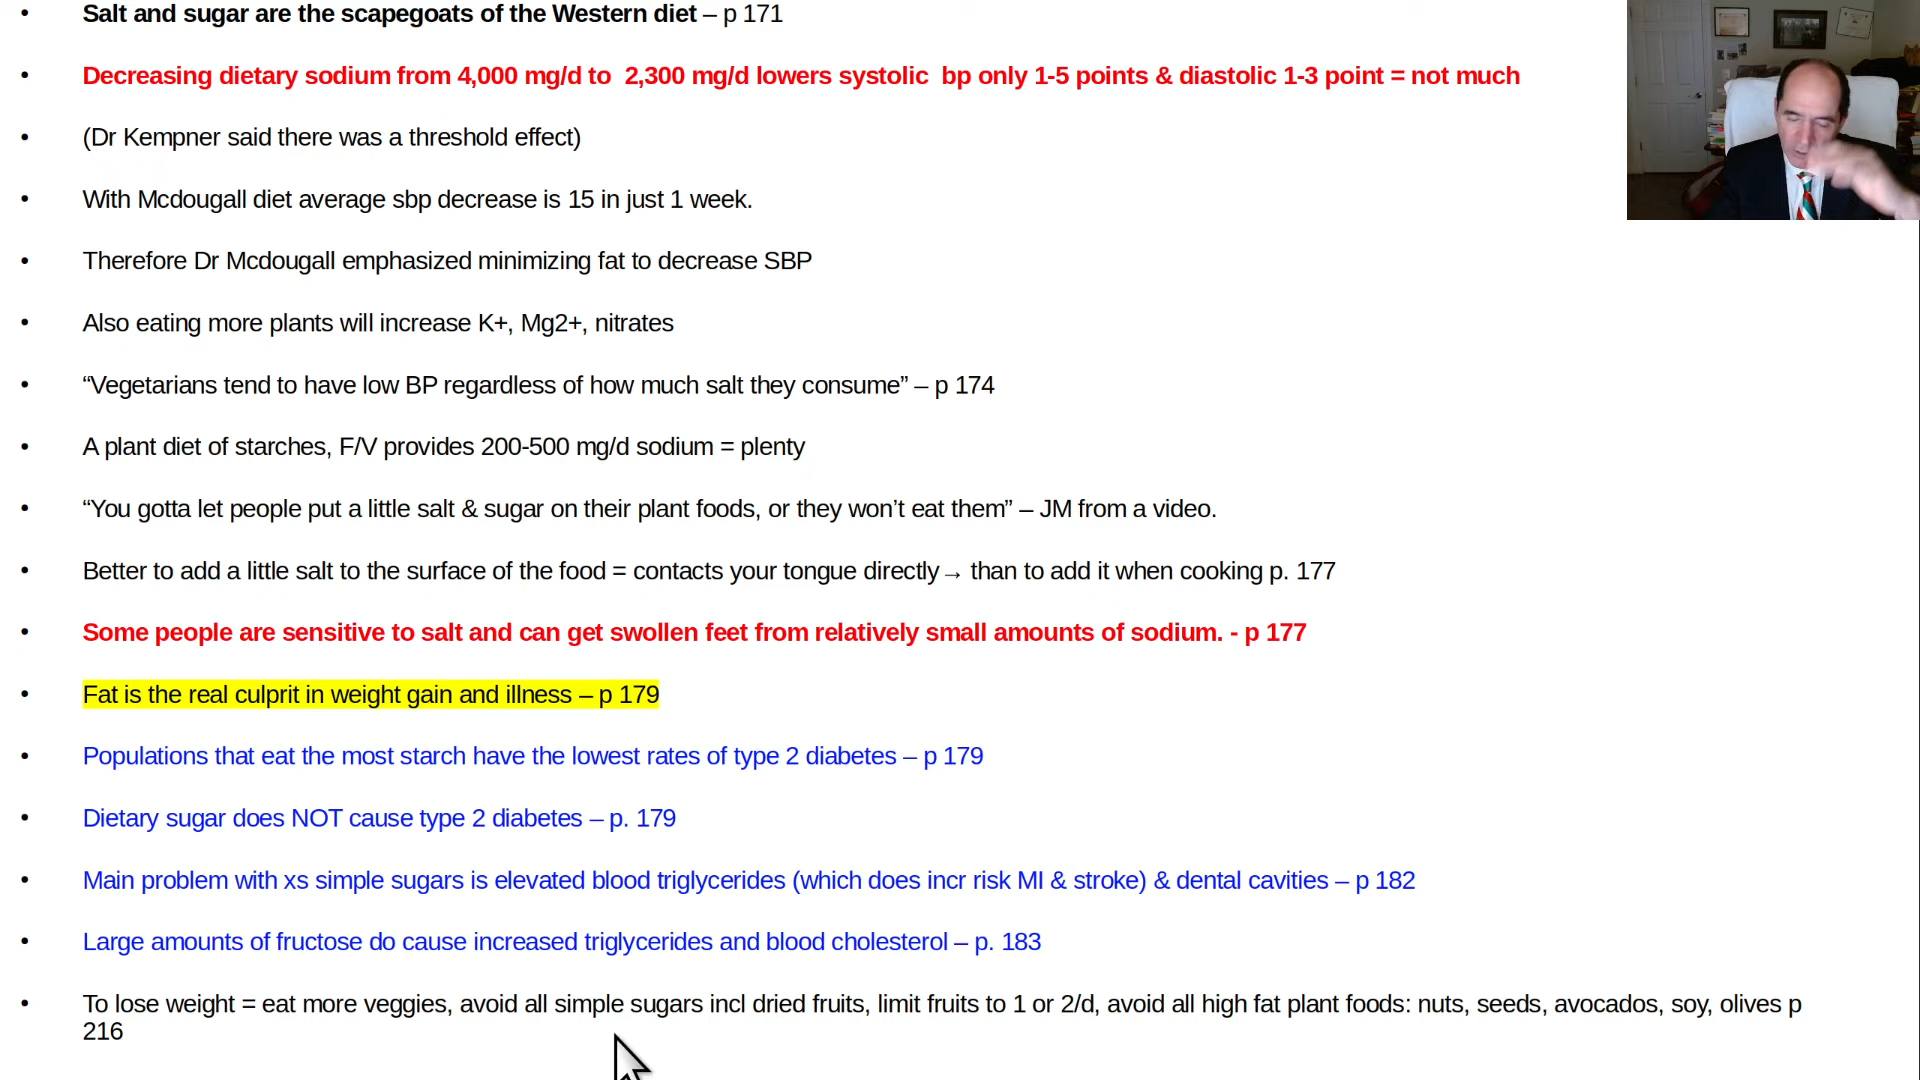 • Salt and sugar are the scapegoats of the Western diet – p 171
• Decreasing dietary sodium from 4,000 mg/d to  2,300 mg/d lowers systolic  bp only 1-5 points & diastolic 1-3 point = not much
• (Dr Kempner said there was a threshold effect)
• With Mcdougall diet average sbp decrease is 15 in just 1 week.
• Therefore Dr Mcdougall emphasized minimizing fat to decrease SBP
• Also eating more plants will increase K+, Mg2+, nitrates
• “Vegetarians tend to have low BP regardless of how much salt they consume” – p 174
• A plant diet of starches, F/V provides 200-500 mg/d sodium = plenty
• “You gotta let people put a little salt & sugar on their plant foods, or they won’t eat them” – JM from a video.
• Better to add a little salt to the surface of the food = contacts your tongue directly→ than to add it when cooking p. 177
• Some people are sensitive to salt and can get swollen feet from relatively small amounts of sodium. - p 177
• Fat is the real culprit in weight gain and illness – p 179
• Populations that eat the most starch have the lowest rates of type 2 diabetes – p 179
• Dietary sugar does NOT cause type 2 diabetes – p. 179
• Main problem with xs simple sugars is elevated blood triglycerides (which does incr risk MI & stroke) & dental cavities – p 182
• Large amounts of fructose do cause increased triglycerides and blood cholesterol – p. 183
• To lose weight = eat more veggies, avoid all simple sugars incl dried fruits, limit fruits to 1 or 2/d, avoid all high fat plant foods: nuts, seeds, avocados, soy, olives p
216